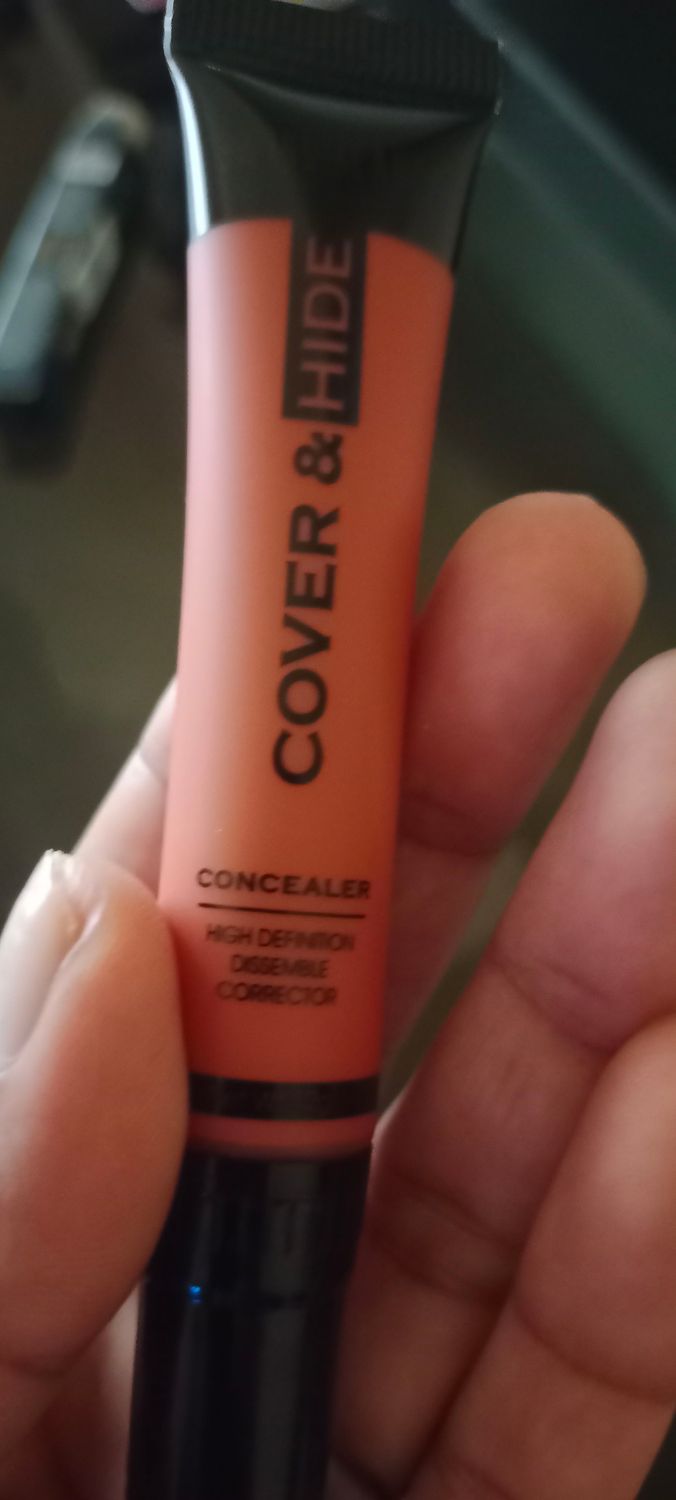 COVER & HIDE
CONCEALER
HIGH DEFINITION
DISSEMBLE
CORRECTOR